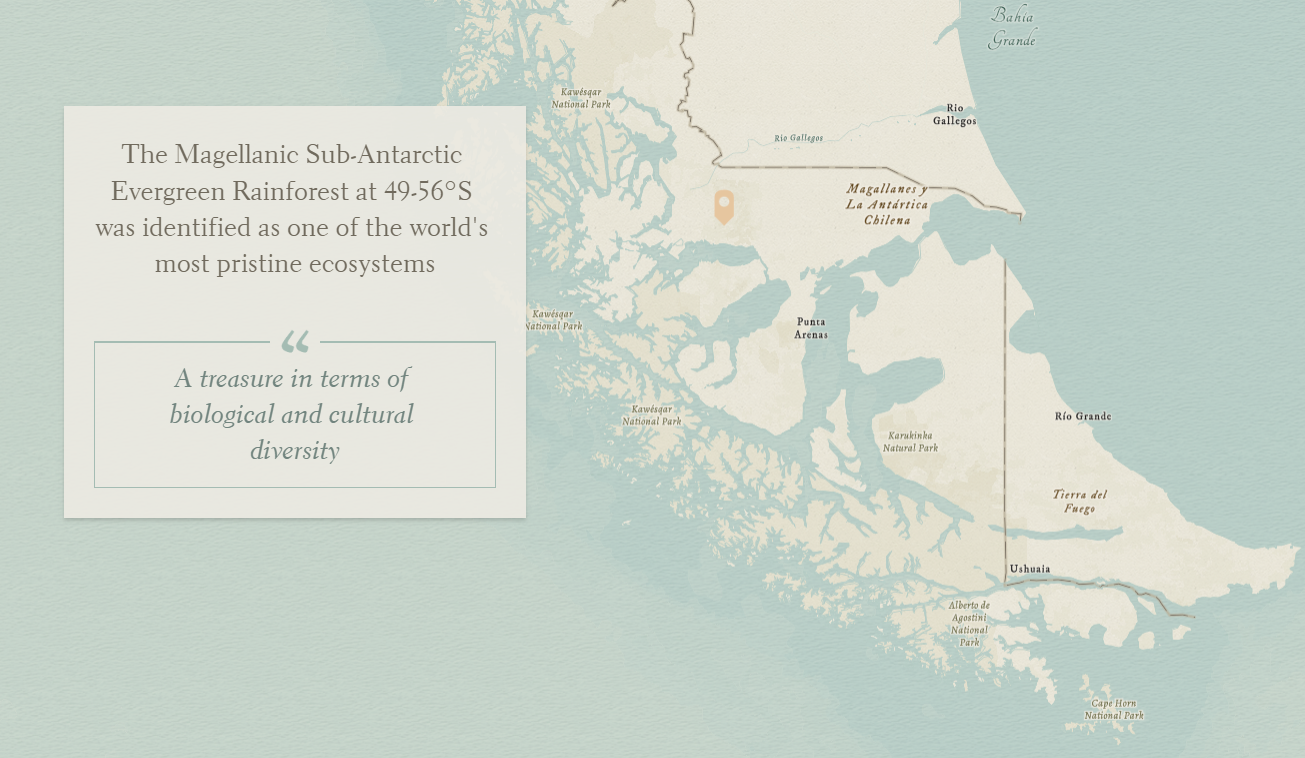 The Magellanic Sub-Antarctic
Evergreen Rainforest at 49-56°S
was identified as one of the world's
most pristine ecosystems
“
A treasure in terms of
biological and cultural
diversity
Bahía
Grande
Kawésqar
National Park
Rio
Gallegos
Rio Gallegos
Magallanes y
La Antártica
Chilena
Kawésqar
National Park
Punta
Arenas
Kawésqar
National Park
Río Grande
Karukinka
Natural Park
Tierra del
Fuego
Ushuaia
Alberto de
Agostini
National
Park
Cape Horn
National Park